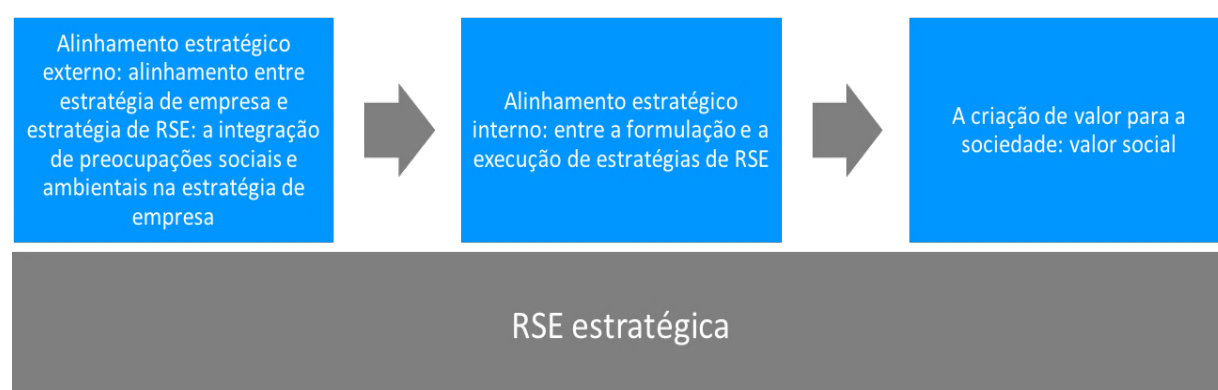 Alinhamento estratégico
externo: alinhamento entre
estratégia de empresa e
estratégia de RSE: a integração
de preocupações sociais e
ambientais na estratégia de
empresa
Alinhamento estratégico
interno: entre a formulação e a
execução de estratégias de RSE
A criação de valor para a
sociedade: valor social
RSE estratégica